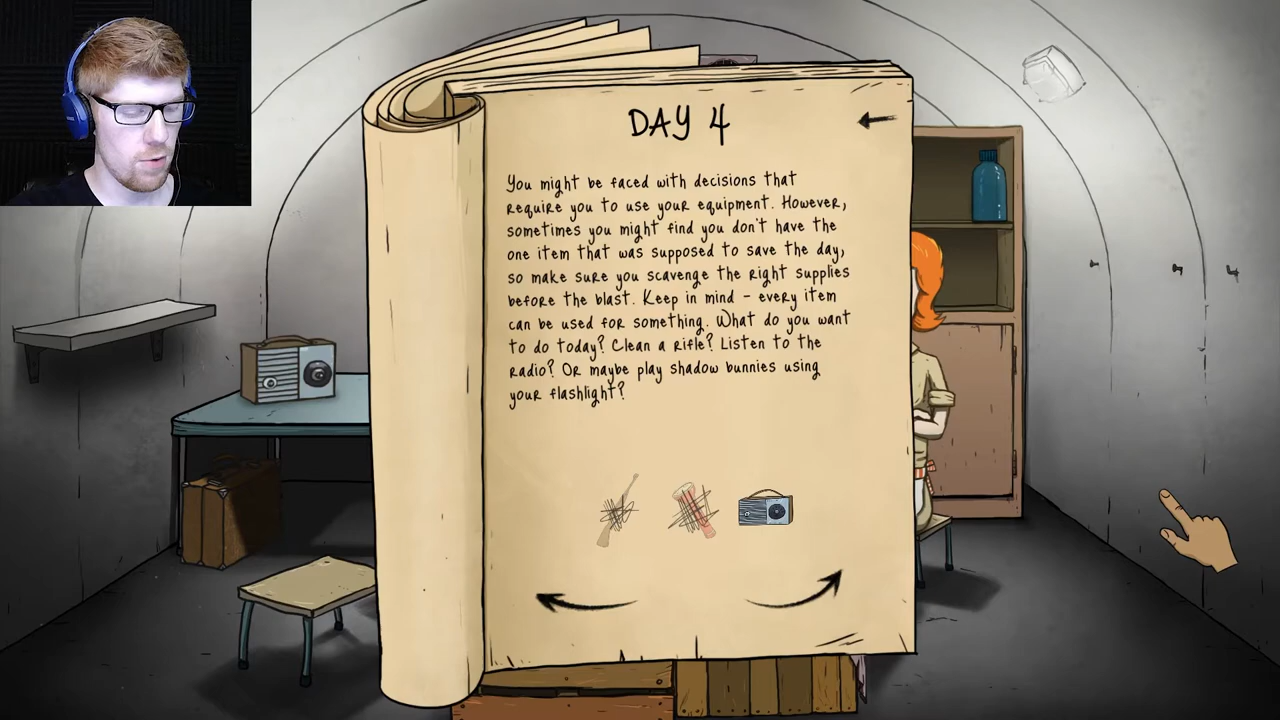 DAY 4
You might be faced with decisions that
require you to use your equipment. However,
sometimes you might find you don't have the
one item that was supposed to save the day,
so make sure you scavenge the right supplies
before the blast. Keep in mind - every item
can be used for something. What do you want
to do today? Clean a rifle? Listen to the
radio? Or maybe play shadow bunnies using
your flashlight?